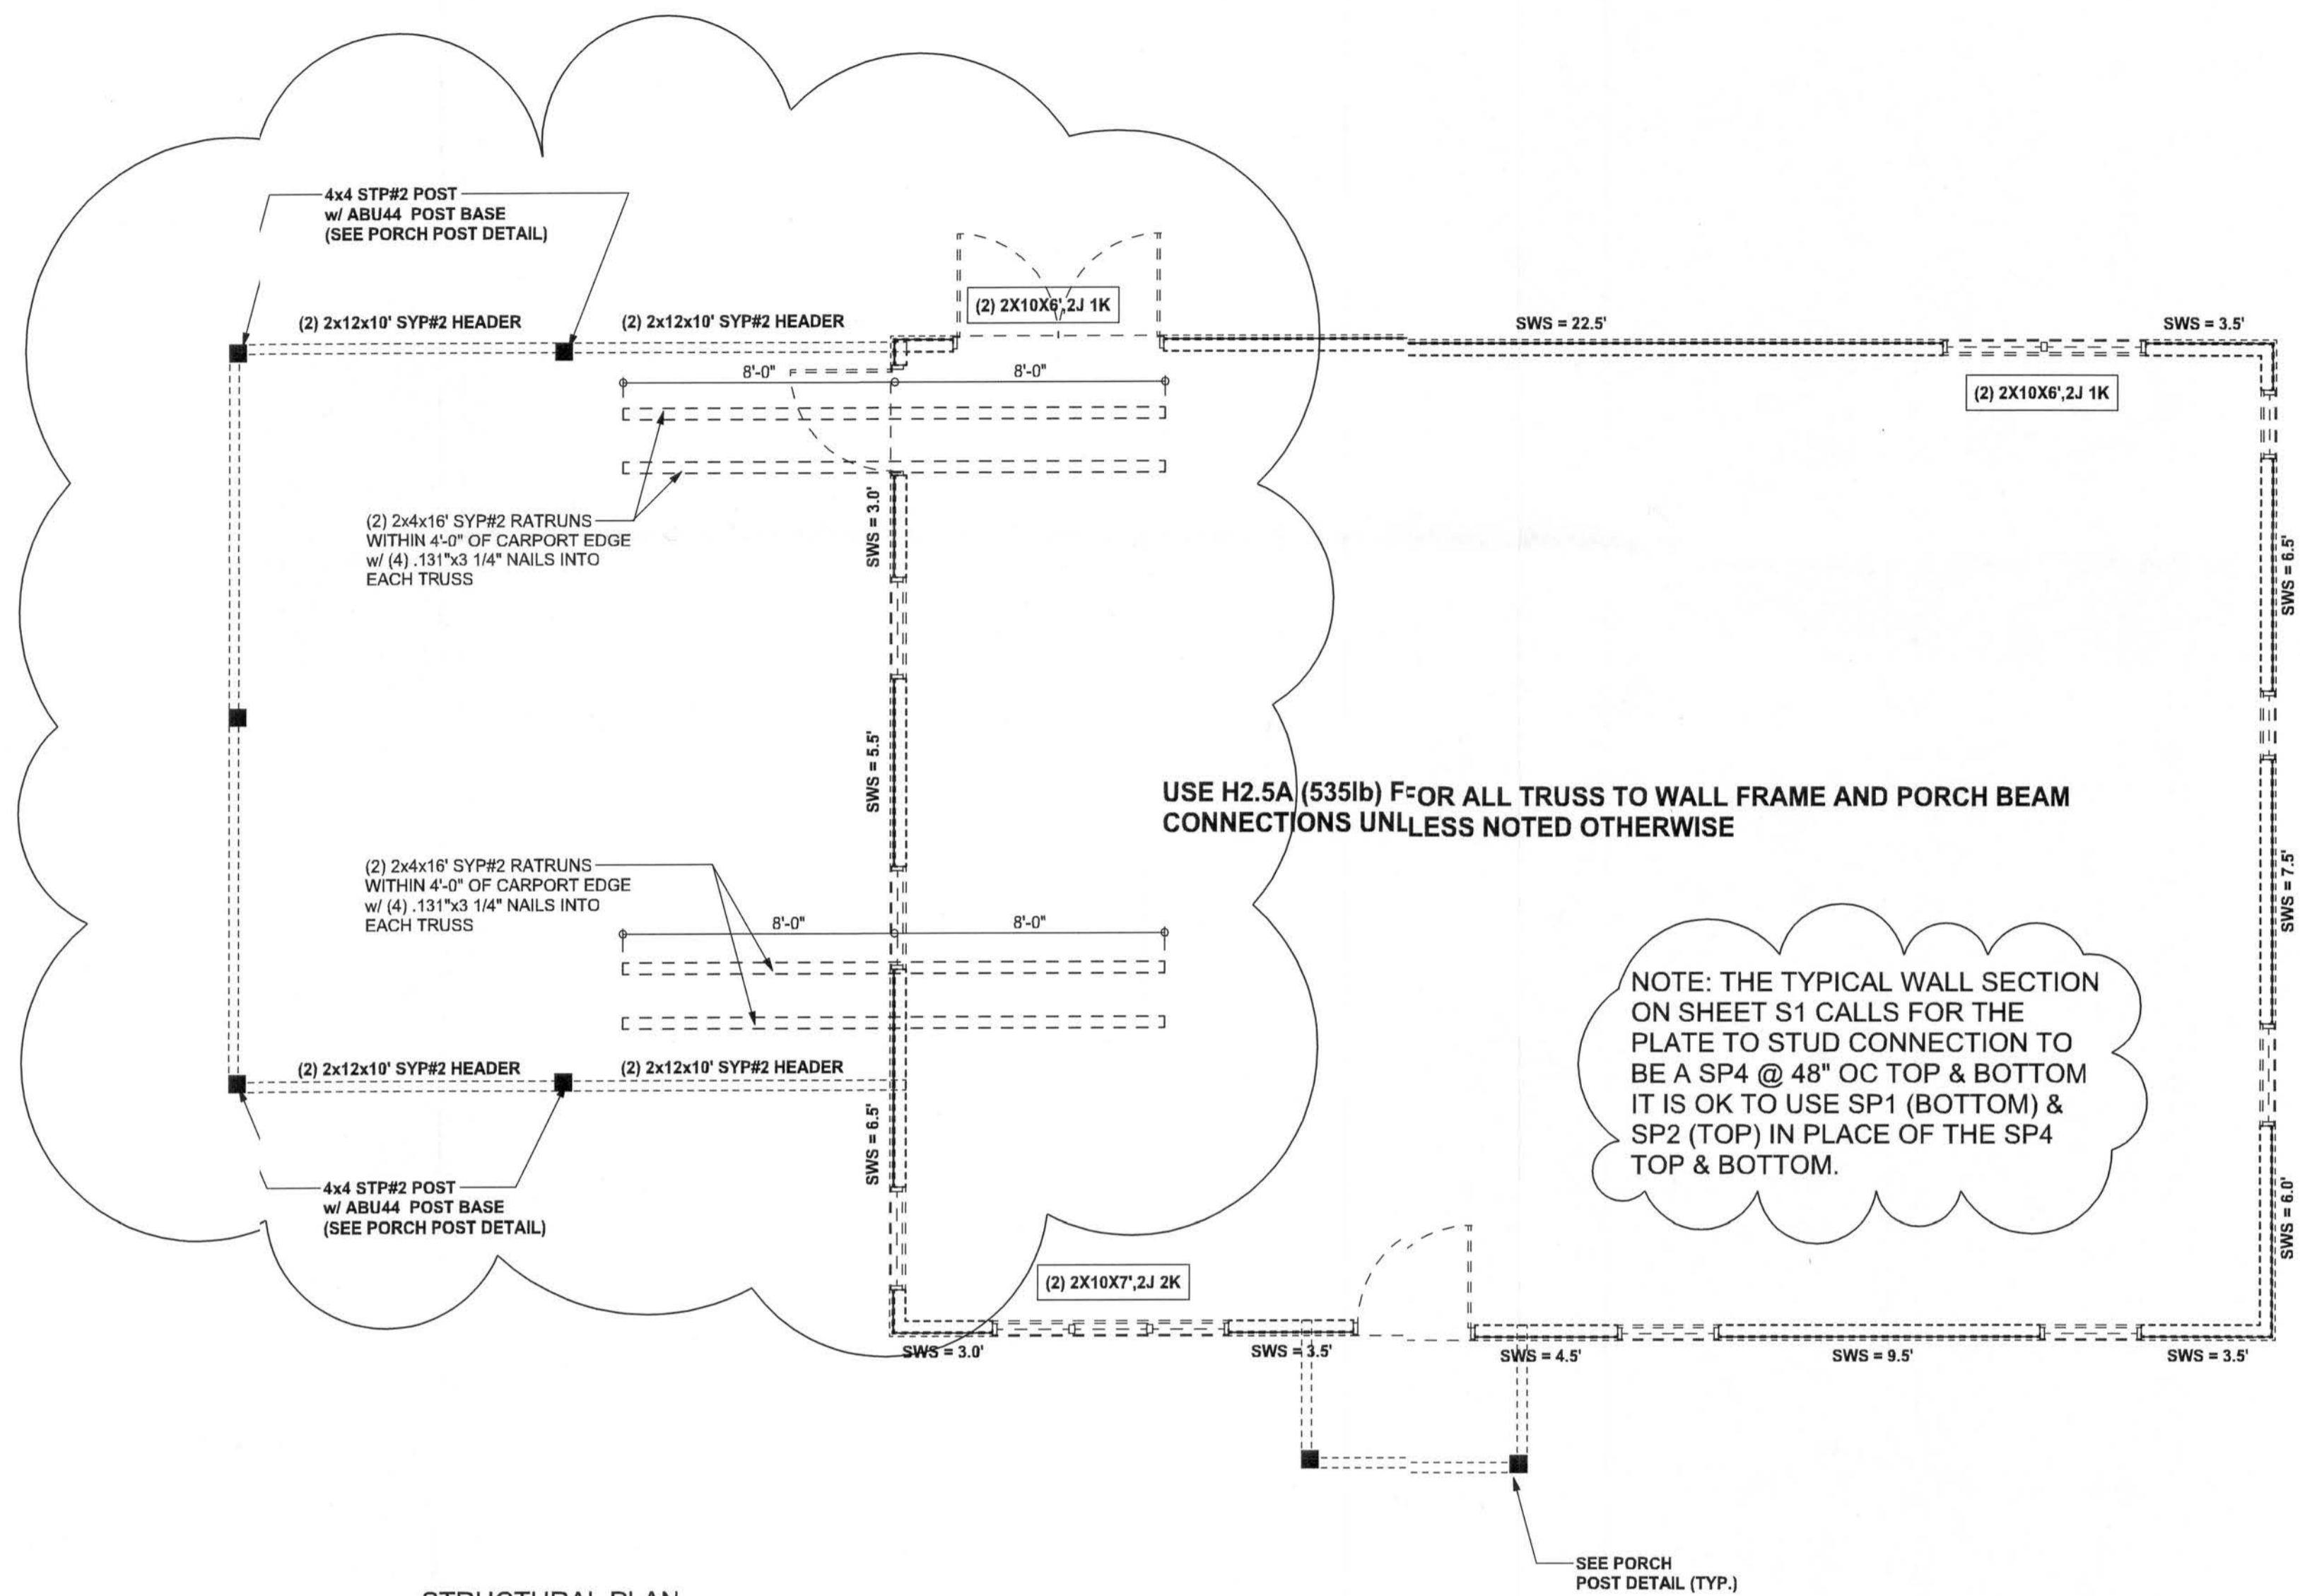 4x4 STP#2 POST
w/ ABU44 POST BASE
(SEE PORCH POST DETAIL)
(2) 2X10X6',2J 1K
(2) 2x12x10' SYP#2 HEADER
(2) 2x12x10' SYP#2 HEADER
SWS = 22.5'
SWS = 3.5'
8'-0"
8'-0"
(2) 2X10X6',2J 1K
(2) 2x4x16' SYP#2 RATRUNS
WITHIN 4'-0" OF CARPORT EDGE
w/ (4) .131"x3 1/4" NAILS INTO
EACH TRUSS
SWS = 3.0'
SWS = 6.5'
SWS = 5.5'
USE H2.5A (535lb) FOR ALL TRUSS TO WALL FRAME AND PORCH BEAM
CONNECTIONS UNLESS NOTED OTHERWISE
(2) 2x4x16' SYP#2 RATRUNS
WITHIN 4'-0" OF CARPORT EDGE
w/ (4) .131"x3 1/4" NAILS INTO
EACH TRUSS
8'-0"
8'-0"
SWS = 7.5'
NOTE: THE TYPICAL WALL SECTION
ON SHEET S1 CALLS FOR THE
PLATE TO STUD CONNECTION TO
BE A SP4 @ 48" OC TOP & BOTTOM
IT IS OK TO USE SP1 (BOTTOM) &
SP2 (TOP) IN PLACE OF THE SP4
TOP & BOTTOM.
(2) 2x12x10' SYP#2 HEADER
(2) 2x12x10' SYP#2 HEADER
SWS = 6.5'
4x4 STP#2 POST
w/ ABU44 POST BASE
(SEE PORCH POST DETAIL)
SWS = 6.0'
(2) 2X10X7',2J 2K
SWS = 3.0'
SWS = 3.5'
SWS = 4.5'
SWS = 9.5'
SWS = 3.5'
SEE PORCH
POST DETAIL (TYP.)
STRUCTURAL PLAN